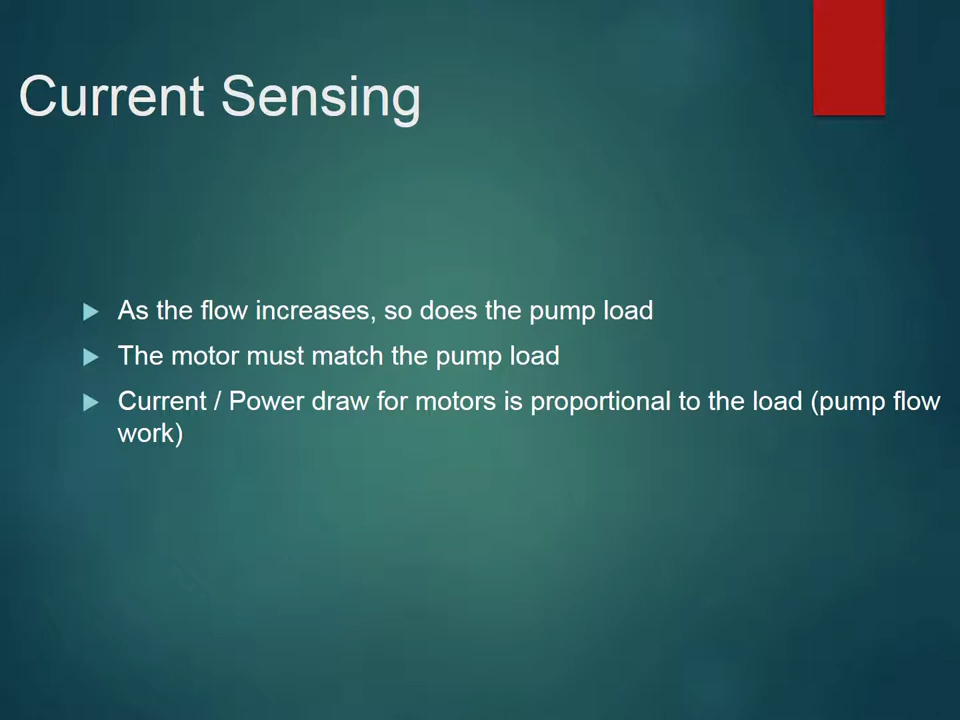 Current Sensing
As the flow increases, so does the pump load
The motor must match the pump load
Current / Power draw for motors is proportional to the load (pump flow
work)